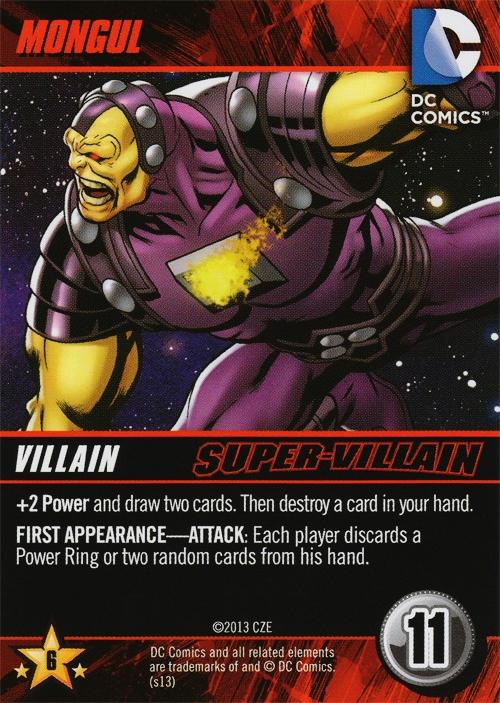 MONGUL
DC
COMICS™
VILLAIN
SUPER-VILLAIN
+2 Power and draw two cards. Then destroy a card in your hand.
FIRST APPEARANCE—ATTACK: Each player discards a
Power Ring or two random cards from his hand.
©2013 CZE
6
DC Comics and all related elements
are trademarks of and © DC Comics.
(s13)
11